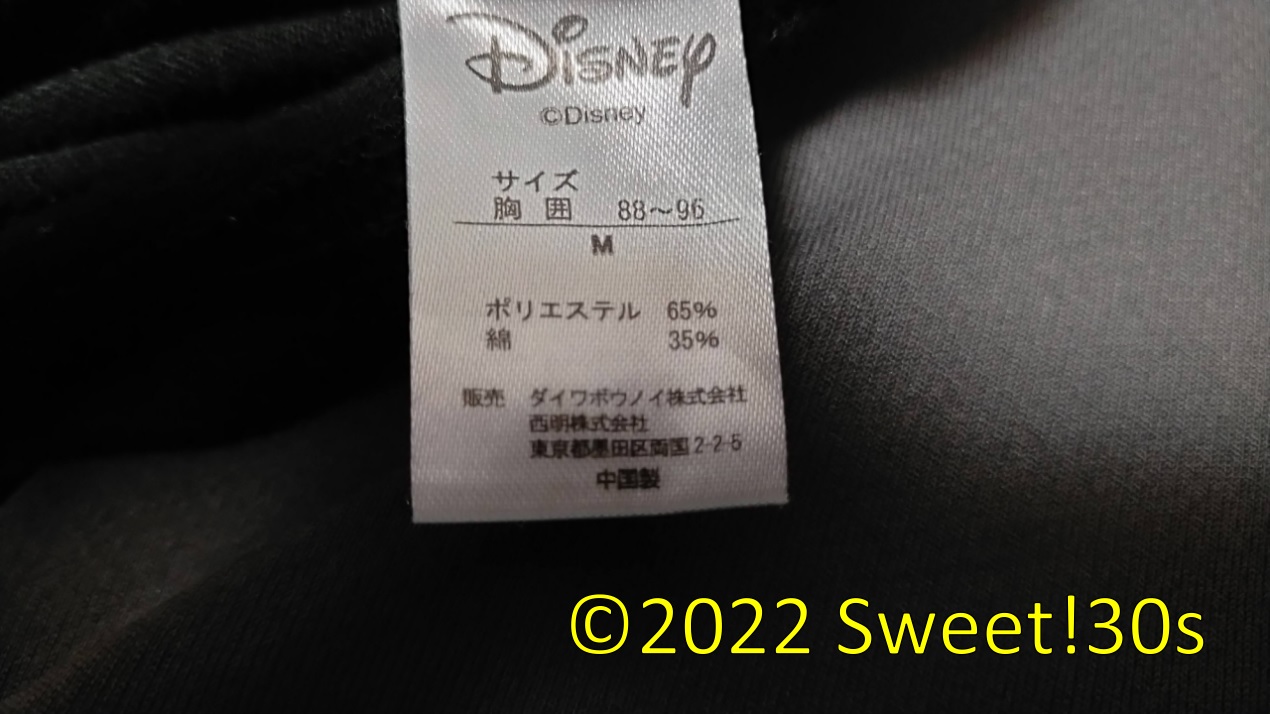 Disney
©Disney
サイズ
胸 囲 88～96
M
ポリエステル 65%
綿 35%
販売 ダイワボウノイ株式会社
西明株式会社
東京都墨田区両国2-2-5
中国製
©2022 Sweet!30s